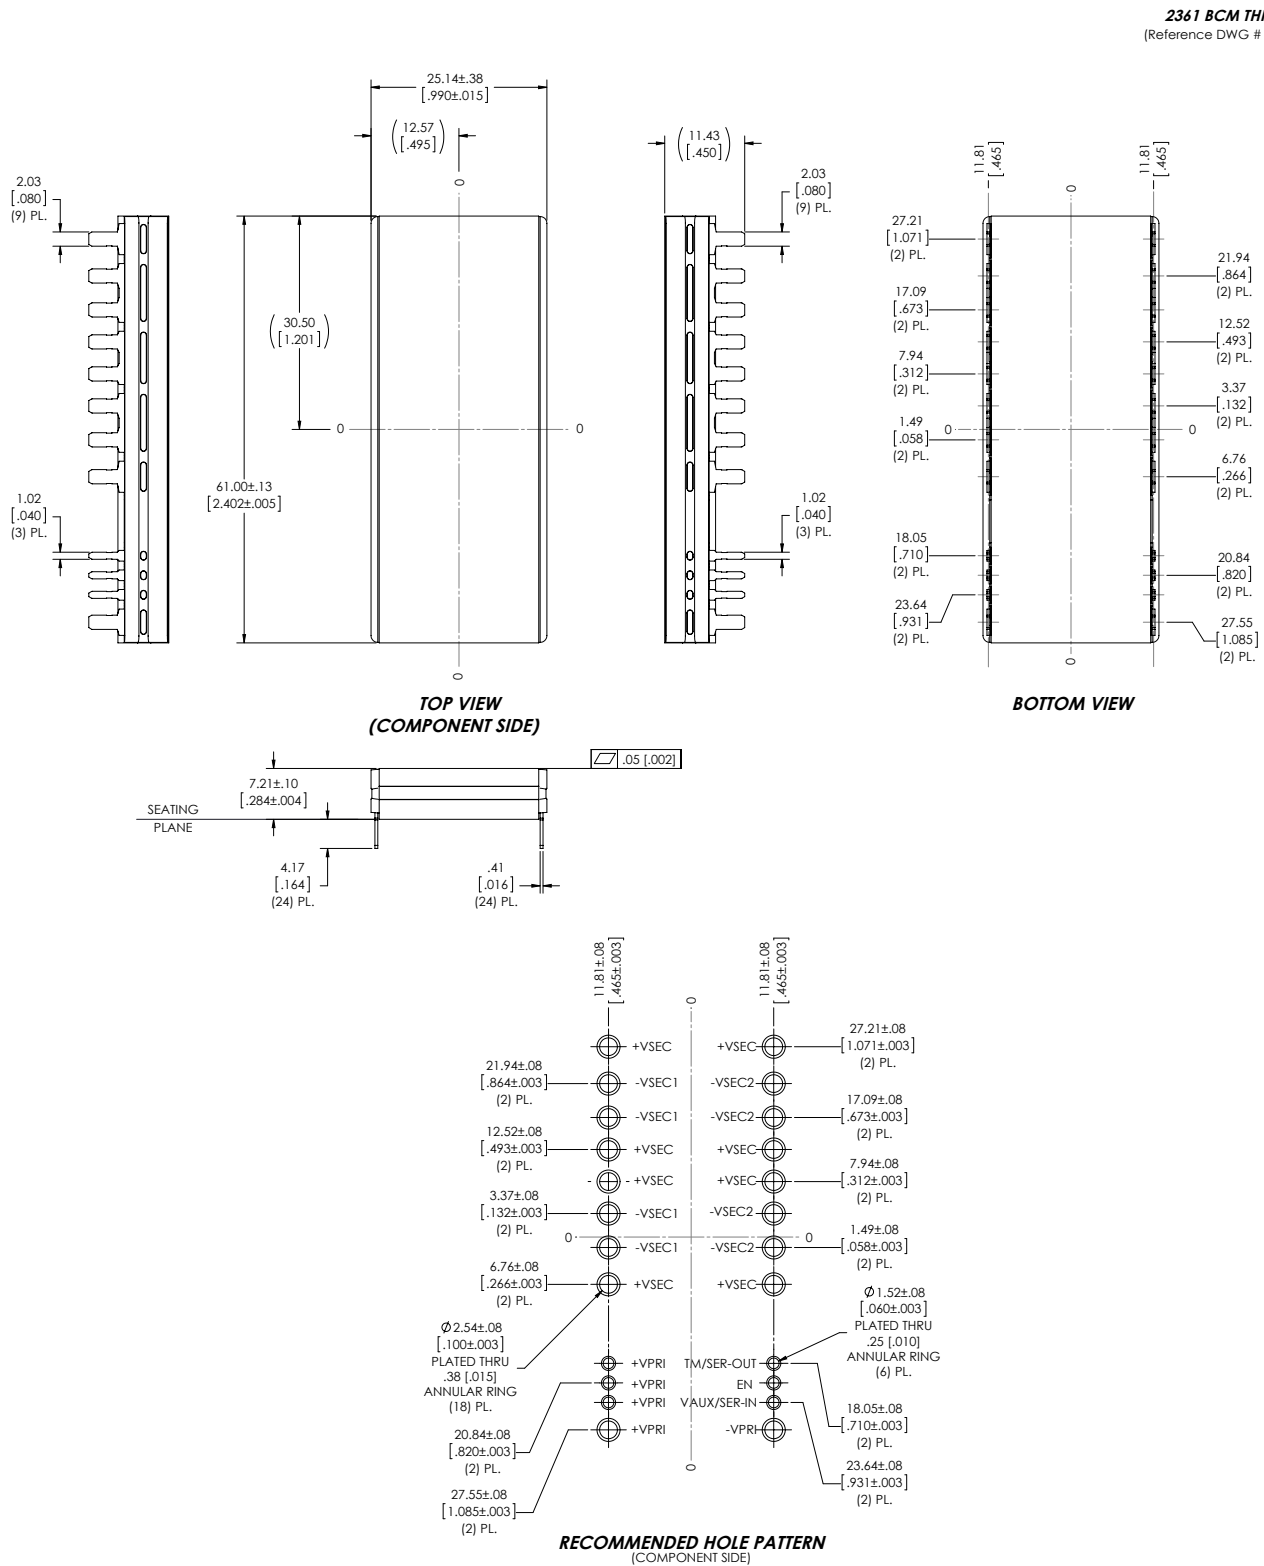 2361 BCM TH
(Reference DWG #
25.14±.38
[.990±.015]
(12.57)
([.495])
(11.43)
([.450])
2.03
[.080]
(9) PL.
0
(30.50)
([1.201])
0
0
61.00±.13
[2.402±.005]
1.02
[.040]
(3) PL.
0
2.03
[.080]
(9) PL.
1.02
[.040]
(3) PL.
TOP VIEW
(COMPONENT SIDE)
11.81
[.465]
11.81
[.465]
0
27.21
[1.071]
(2) PL.
21.94
[.864]
(2) PL.
17.09
[.673]
(2) PL.
12.52
[.493]
(2) PL.
7.94
[.312]
(2) PL.
3.37
[.132]
(2) PL.
1.49
[.058]
(2) PL.
0
0
6.76
[.266]
(2) PL.
18.05
[.710]
(2) PL.
20.84
[.820]
(2) PL.
23.64
[.931]
(2) PL.
27.55
[1.085]
(2) PL.
0
BOTTOM VIEW
.05 [.002]
7.21±.10
[.284±.004]
SEATING
PLANE
4.17
[.164]
(24) PL.
.41
[.016]
(24) PL.
11.81±.08
[.465±.003]
11.81±.08
[.465±.003]
0
+VSEC
+VSEC
27.21±.08
[1.071±.003]
(2) PL.
21.94±.08
[.864±.003]
(2) PL.
-VSEC1
-VSEC2
-VSEC1
-VSEC2
17.09±.08
[.673±.003]
(2) PL.
12.52±.08
[.493±.003]
(2) PL.
+VSEC
+VSEC
+VSEC
+VSEC
7.94±.08
[.312±.003]
(2) PL.
3.37±.08
[.132±.003]
(2) PL.
-VSEC1
-VSEC2
0
0
-VSEC1
-VSEC2
1.49±.08
[.058±.003]
(2) PL.
6.76±.08
[.266±.003]
(2) PL.
+VSEC
+VSEC
Ø2.54±.08
[.100±.003]
PLATED THRU
.38 [.015]
ANNULAR RING
(18) PL.
Ø1.52±.08
[.060±.003]
PLATED THRU
.25 [.010]
ANNULAR RING
(6) PL.
+VPRI
TM/SER-OUT
+VPRI
EN
+VPRI
VAUX/SER-IN
+VPRI
-VPRI
18.05±.08
[.710±.003]
(2) PL.
20.84±.08
[.820±.003]
(2) PL.
23.64±.08
[.931±.003]
(2) PL.
27.55±.08
[1.085±.003]
(2) PL.
0
RECOMMENDED HOLE PATTERN
(COMPONENT SIDE)